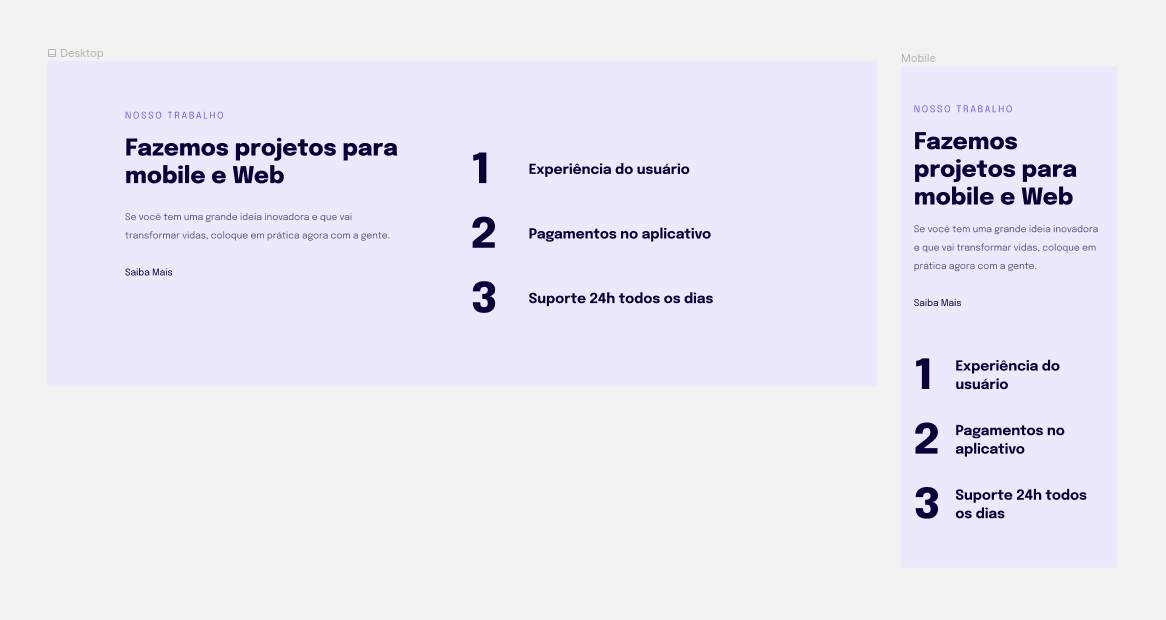 Desktop
NOSSO TRABALHO
Fazemos projetos para
mobile e Web
Se você tem uma grande ideia inovadora e que vai
transformar vidas, coloque em prática agora com a gente.
Saiba Mais
1 Experiência do usuário
2 Pagamentos no aplicativo
3 Suporte 24h todos os dias
Mobile
NOSSO TRABALHO
Fazemos
projetos para
mobile e Web
Se você tem uma grande ideia inovadora
e que vai transformar vidas, coloque em
prática agora com a gente.
Saiba Mais
1 Experiência do
usuário
2 Pagamentos no
aplicativo
3 Suporte 24h todos
os dias